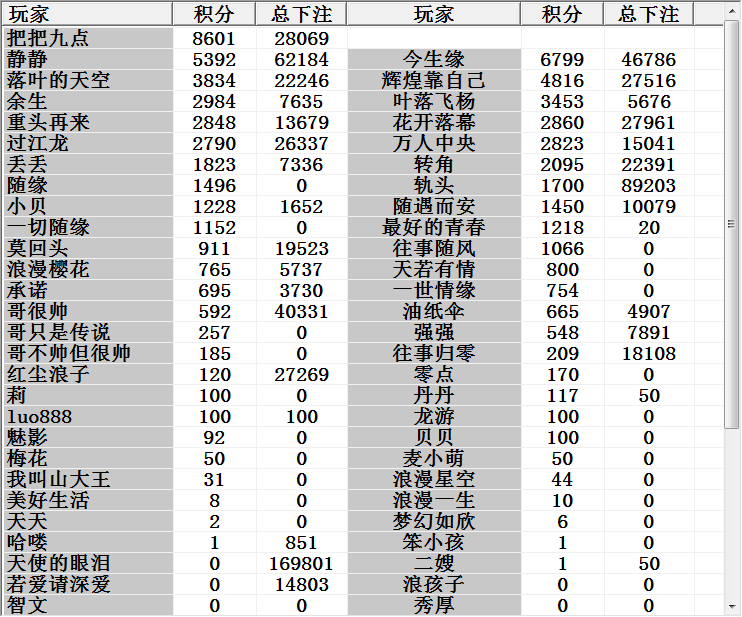 玩家 积分 总下注 玩家 积分 总下注
把把九点 8601 28069
静静 5392 62184 今生缘 6799 46786
落叶的天空 3834 22246 辉煌靠自己 4816 27516
余生 2984 7635 叶落飞杨 3453 5676
重头再来 2848 13679 花开落幕 2860 27961
过江龙 2790 26337 万人中央 2823 15041
丢丢 1823 7336 转角 2095 22391
随缘 1496 0 轨头 1700 89203
小贝 1228 1652 随遇而安 1450 10079
一切随缘 1152 0 最好的青春 1218 20
莫回头 911 19523 往事随风 1066 0
浪漫樱花 765 5737 天若有情 800 0
承诺 695 3730 一世情缘 754 0
哥很帅 592 40331 油纸伞 665 4907
哥只是传说 257 0 强强 548 7891
哥不帅但很帅 185 0 往事归零 209 18108
红尘浪子 120 27269 零点 170 0
莉 100 0 丹丹 117 50
luo888 100 100 龙游 100 0
魅影 92 0 贝贝 100 0
梅花 50 0 麦小萌 50 0
我叫山大王 31 0 浪漫星空 44 0
美好生活 8 0 浪漫一生 10 0
天天 2 0 梦幻如欣 6 0
哈喽 1 851 笨小孩 1 0
天使的眼泪 0 169801 二嫂 1 50
若爱请深爱 0 14803 浪孩子 0 0
智文 0 0 秀厚 0 0